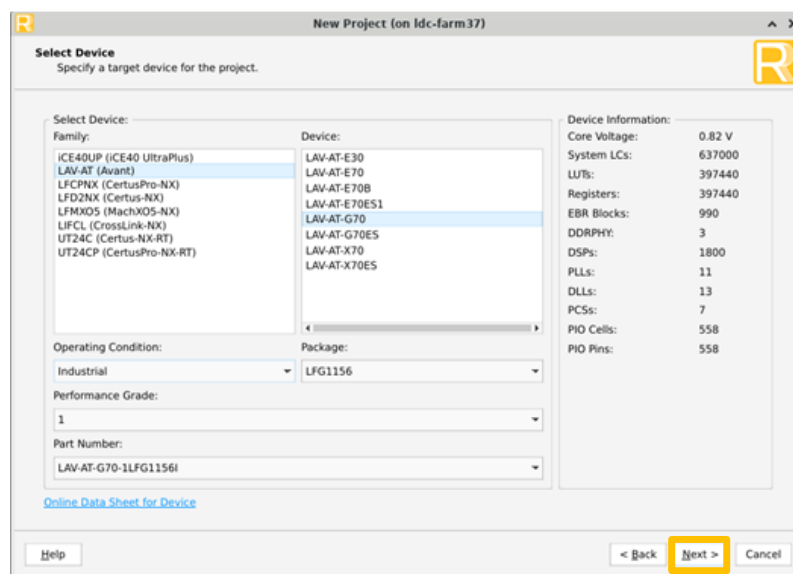 New Project (on ldc-farm37)
Select Device
Specify a target device for the project.
Select Device:
Family:
iCE40UP (iCE40 UltraPlus)
LAV-AT (Avant)
LFCPNX (CertusPro-NX)
LFD2NX (Certus-NX)
LFMXO5 (MachXO5-NX)
LIFCL (CrossLink-NX)
UT24C (Certus-NX-RT)
UT24CP (CertusPro-NX-RT)
Device:
LAV-AT-E30
LAV-AT-E70
LAV-AT-E70B
LAV-AT-E70ES1
LAV-AT-G70
LAV-AT-G70ES
LAV-AT-X70
LAV-AT-X70ES
Operating Condition:
Industrial
Package:
LFG1156
Performance Grade:
1
Part Number:
LAV-AT-G70-1LFG1156I
Online Data Sheet for Device
Device Information:
Core Voltage: 0.82 V
System LCs: 637000
LUTs: 397440
Registers: 397440
EBR Blocks: 990
DDRPHY: 3
DSPs: 1800
PLLs: 11
DLLs: 13
PCSs: 7
PIO Cells: 558
PIO Pins: 558
Help
< Back
Next >
Cancel